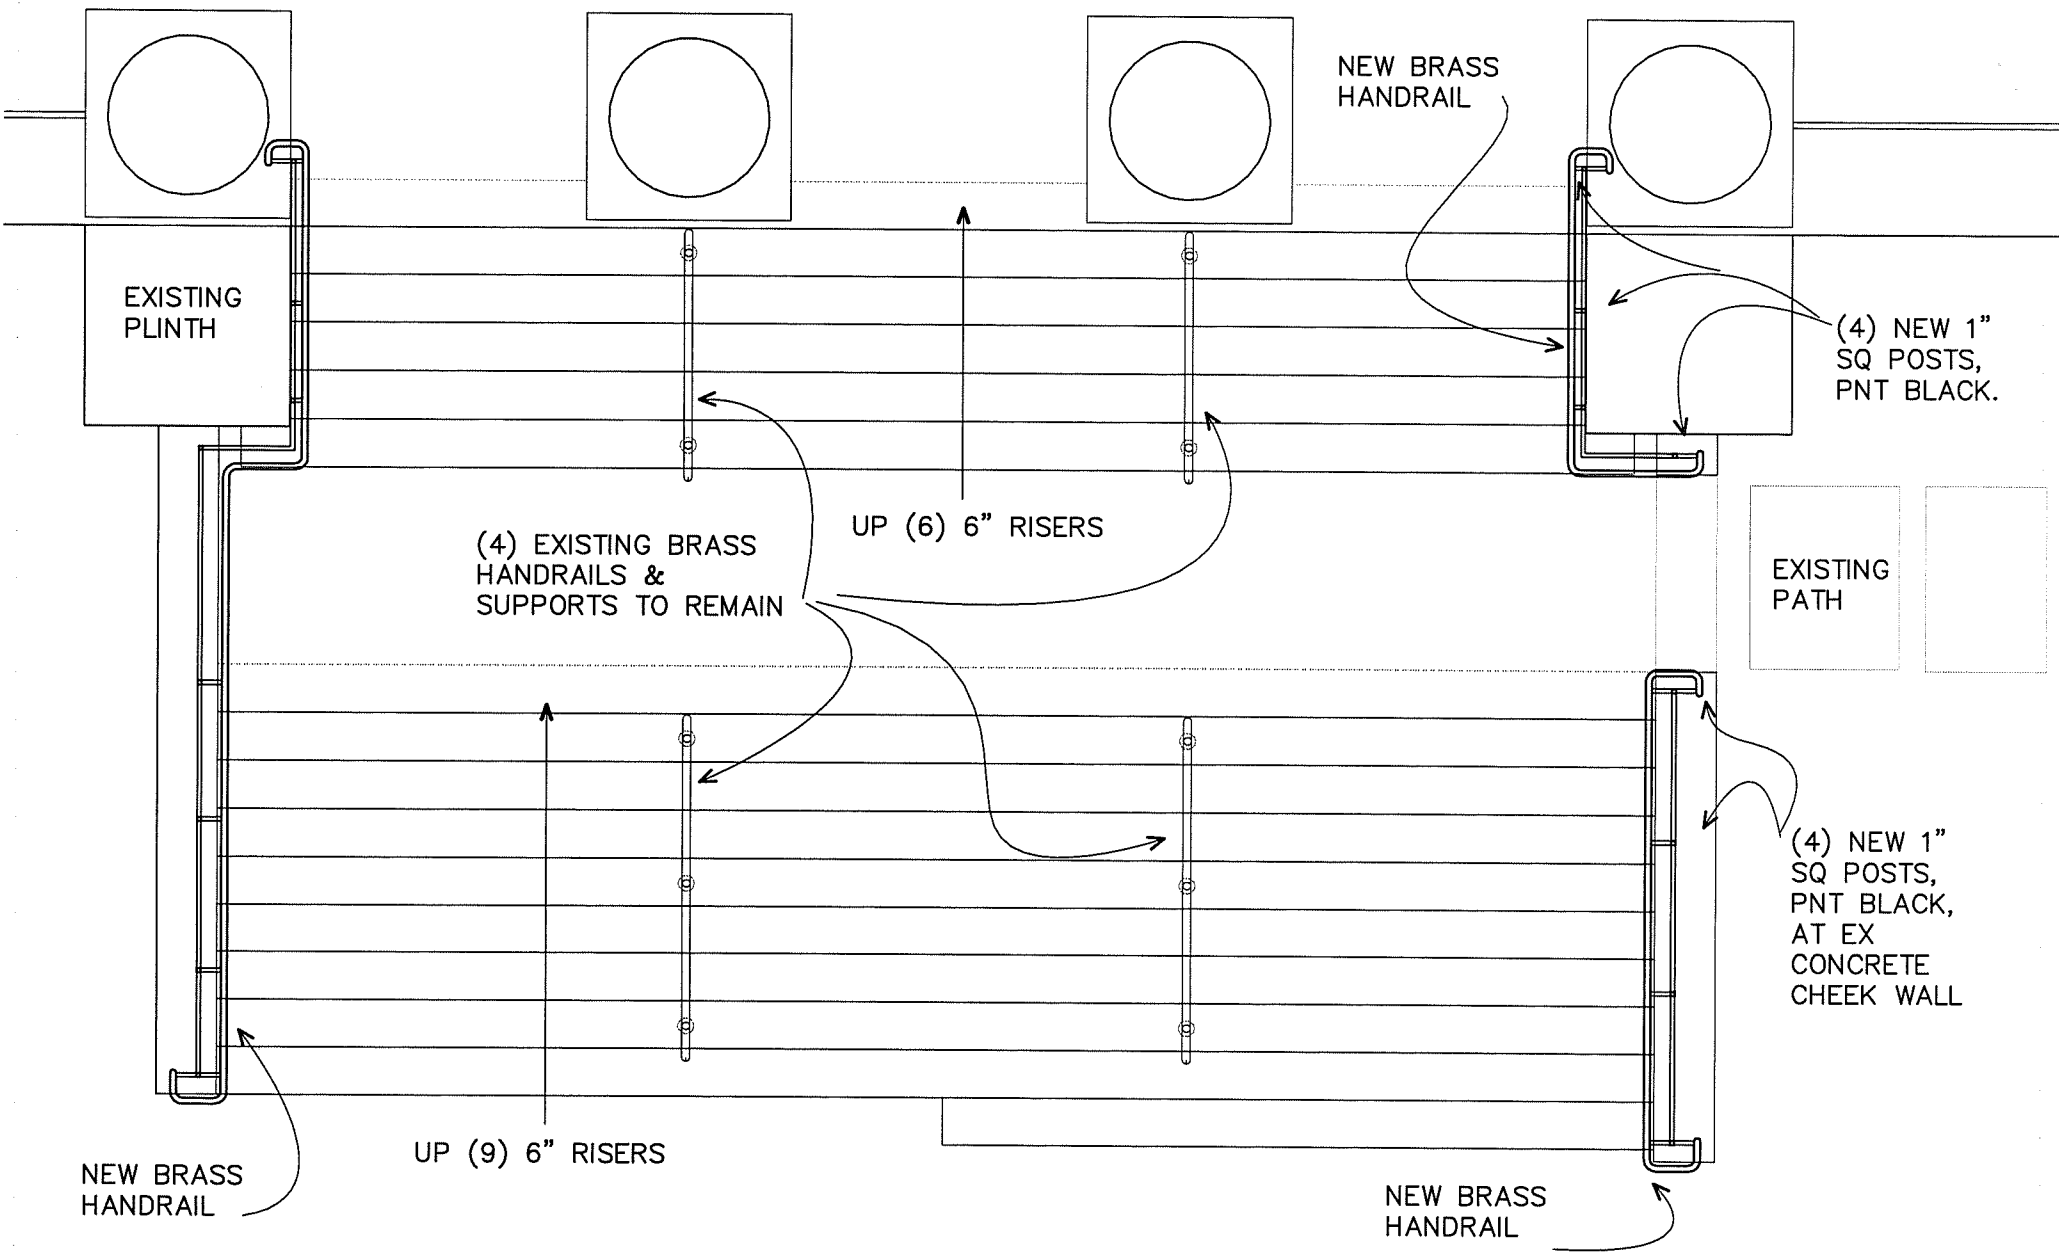 NEW BRASS
HANDRAIL
EXISTING
PLINTH
(4) NEW 1"
SQ POSTS,
PNT BLACK.
UP (6) 6" RISERS
(4) EXISTING BRASS
HANDRAILS &
SUPPORTS TO REMAIN
EXISTING
PATH
(4) NEW 1"
SQ POSTS,
PNT BLACK,
AT EX
CONCRETE
CHEEK WALL
UP (9) 6" RISERS
NEW BRASS
HANDRAIL
NEW BRASS
HANDRAIL